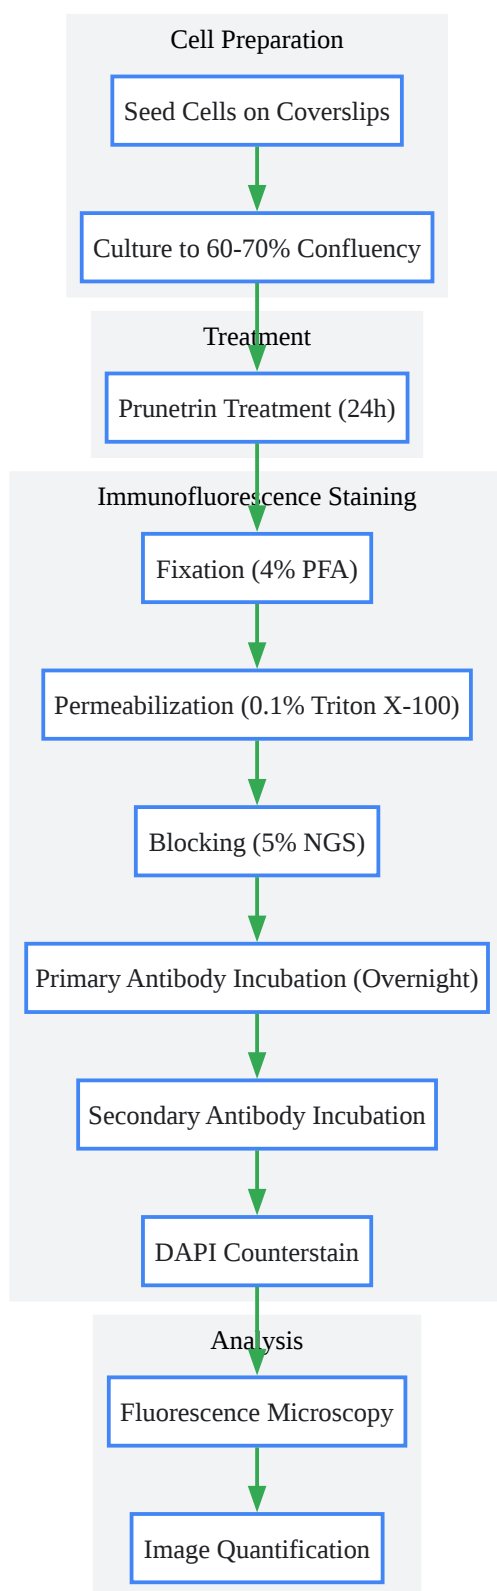 Cell Preparation
Seed Cells on Coverslips
Culture to 60-70% Confluency
Treatment
Prunetrin Treatment (24h)
Immunofluorescence Staining
Fixation (4% PFA)
Permeabilization (0.1% Triton X-100)
Blocking (5% NGS)
Primary Antibody Incubation (Overnight)
Secondary Antibody Incubation
DAPI Counterstain
Analysis
Fluorescence Microscopy
Image Quantification